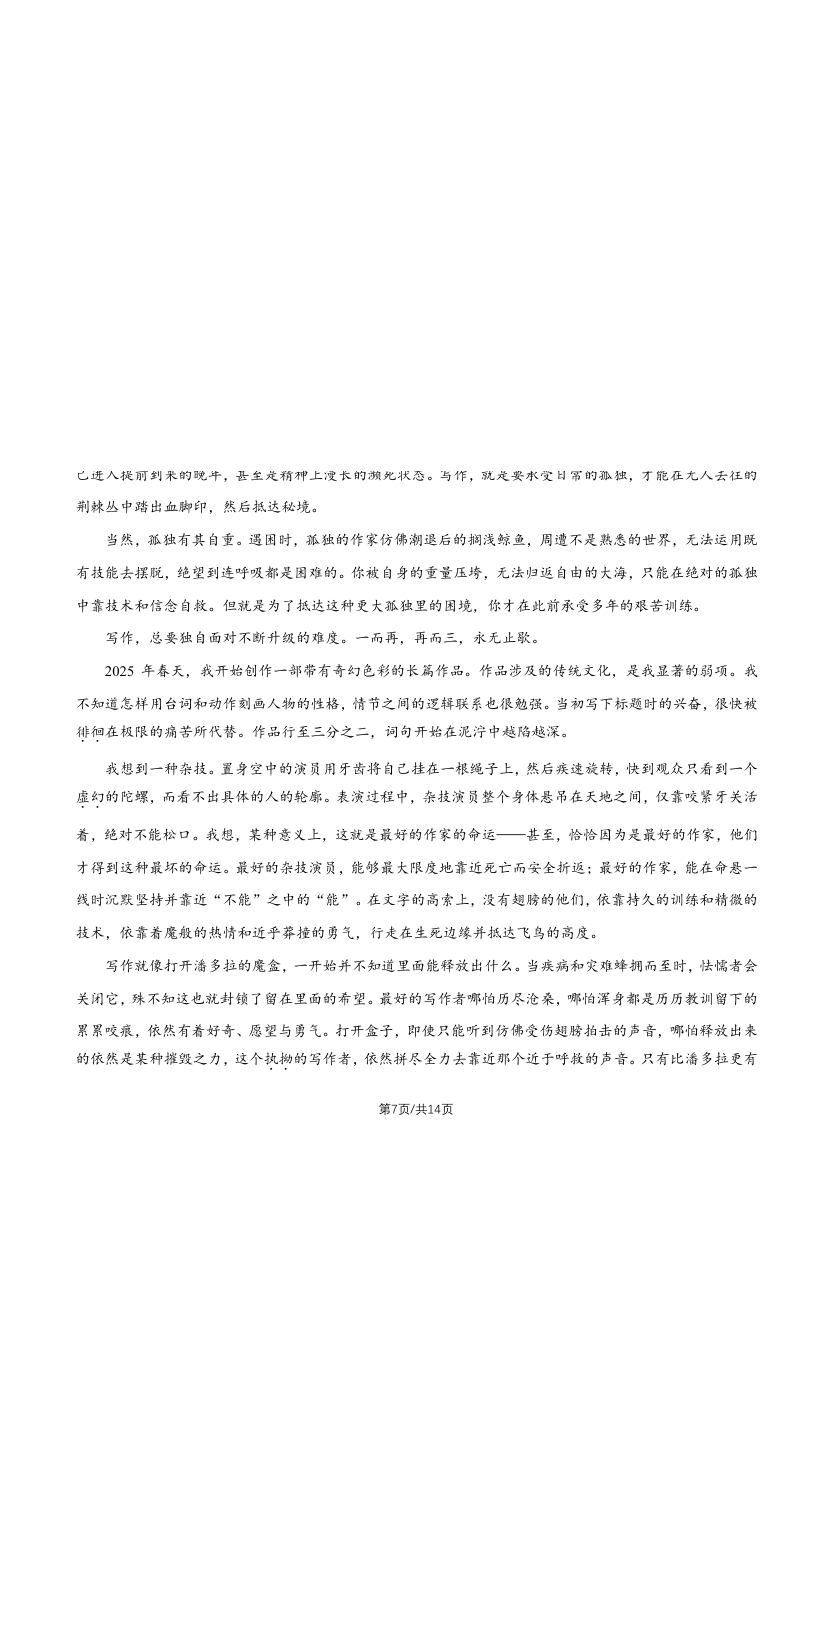 已进入提前到来的晚年，甚至是精神上漫长的濒死状态。写作，就是要承受日常的孤独，才能在无人去往的
荆棘丛中踏出血脚印，然后抵达秘境。
当然，孤独有其自重。遇困时，孤独的作家仿佛潮退后的搁浅鲸鱼，周遭不是熟悉的世界，无法运用既
有技能去摆脱，绝望到连呼吸都是困难的。你被自身的重量压垮，无法归返自由的大海，只能在绝对的孤独
中靠技术和信念自救。但就是为了抵达这种更大孤独里的困境，你才在此前承受多年的艰苦训练。
写作，总要独自面对不断升级的难度。一而再，再而三，永无止歇。
2025 年春天，我开始创作一部带有奇幻色彩的长篇作品。作品涉及的传统文化，是我显著的弱项。我
不知道怎样用台词和动作刻画人物的性格，情节之间的逻辑联系也很勉强。当初写下标题时的兴奋，很快被
徘徊在极限的痛苦所代替。作品行至三分之二，词句开始在泥泞中越陷越深。
我想到一种杂技。置身空中的演员用牙齿将自己挂在一根绳子上，然后疾速旋转，快到观众只看到一个
虚幻的陀螺，而看不出具体的人的轮廓。表演过程中，杂技演员整个身体悬吊在天地之间，仅靠咬紧牙关活
着，绝对不能松口。我想，某种意义上，这就是最好的作家的命运——甚至，恰恰因为是最好的作家，他们
才得到这种最坏的命运。最好的杂技演员，能够最大限度地靠近死亡而安全折返；最好的作家，能在命悬一
线时沉默坚持并靠近“不能”之中的“能”。在文字的高索上，没有翅膀的他们，依靠持久的训练和精微的
技术，依靠着魔般的热情和近乎莽撞的勇气，行走在生死边缘并抵达飞鸟的高度。
写作就像打开潘多拉的魔盒，一开始并不知道里面能释放出什么。当疾病和灾难蜂拥而至时，怯懦者会
关闭它，殊不知这也就封锁了留在里面的希望。最好的写作者哪怕历尽沧桑，哪怕浑身都是历历教训留下的
累累咬痕，依然有着好奇、愿望与勇气。打开盒子，即使只能听到仿佛受伤翅膀拍击的声音，哪怕释放出来
的依然是某种摧毁之力，这个执拗的写作者，依然拼尽全力去靠近那个近于呼救的声音。只有比潘多拉更有
第7页/共14页